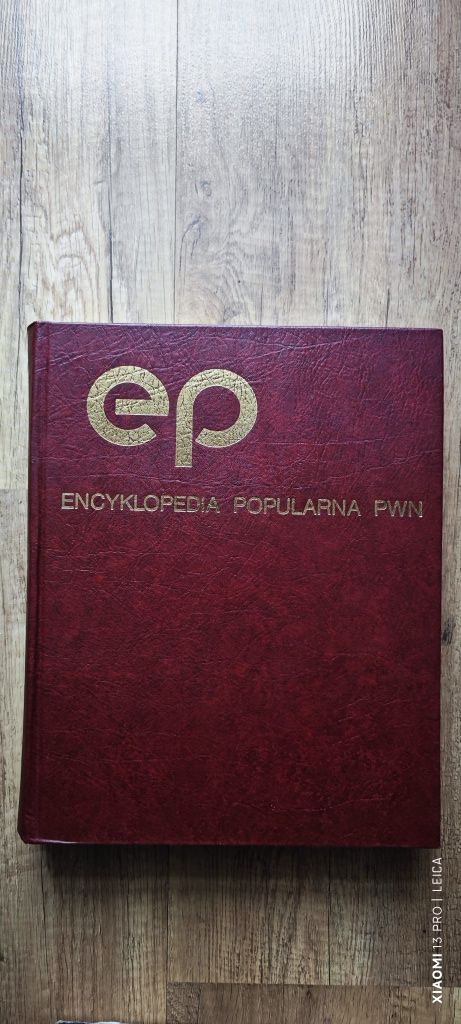 ep
ENCYKLOPEDIA POPULARNA PWN
XIAOMI 13 PRO | LEICA